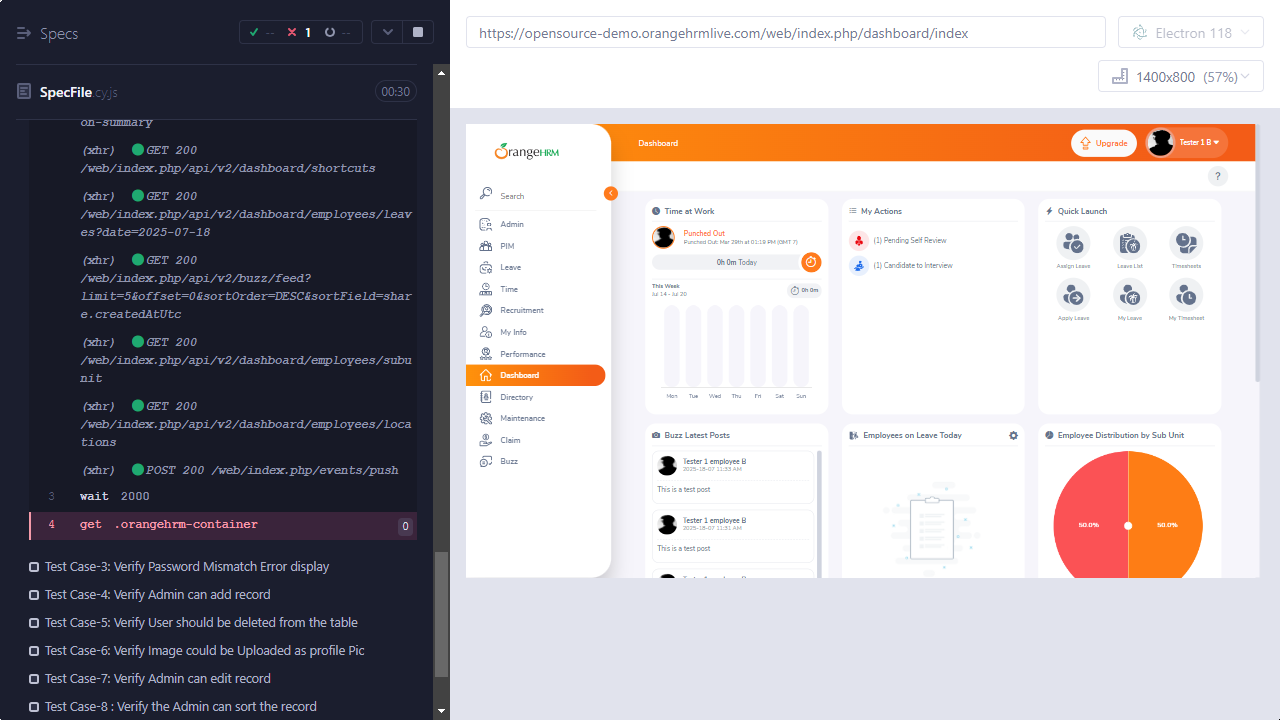 Specs
-- 1 --
SpecFile.cy.js
00:30
on-summary
(xhr) GET 200
/web/index.php/api/v2/dashboard/shortcuts
(xhr) GET 200
/web/index.php/api/v2/dashboard/employees/leav
es?date=2025-07-18
(xhr) GET 200
/web/index.php/api/v2/buzz/feed?
limit=5&offset=0&sortOrder=DESC&sortField=shar
e.createdAtUtc
(xhr) GET 200
/web/index.php/api/v2/dashboard/employees/subu
nit
(xhr) GET 200
/web/index.php/api/v2/dashboard/employees/loca
tions
(xhr) POST 200 /web/index.php/events/push
3 wait 2000
4 get .orangehrm-container 0
Test Case-3: Verify Password Mismatch Error display
Test Case-4: Verify Admin can add record
Test Case-5: Verify User should be deleted from the table
Test Case-6: Verify Image could be Uploaded as profile Pic
Test Case-7: Verify Admin can edit record
Test Case-8 : Verify the Admin can sort the record
https://opensource-demo.orangehrmlive.com/web/index.php/dashboard/index
Electron 118
1400x800 (57%)
OrangeHRM
Search
Admin
PIM
Leave
Time
Recruitment
My Info
Performance
Dashboard
Directory
Maintenance
Claim
Buzz
Dashboard
Upgrade
Tester 1 B
?
Time at Work
Punched Out
Punched Out: Mar 29th at 01:19 PM (GMT 7)
0h 0m Today
This Week
Jul 14 - Jul 20
0h 0m
Mon Tue Wed Thu Fri Sat Sun
My Actions
(1) Pending Self Review
(1) Candidate to Interview
Quick Launch
Assign Leave Leave List Timesheets
Apply Leave My Leave My Timesheet
Buzz Latest Posts
Tester 1 employee B
2025-18-07 11:33 AM
This is a test post
Tester 1 employee B
2025-18-07 11:31 AM
This is a test post
Employees on Leave Today
Employee Distribution by Sub Unit
50.0% 50.0%